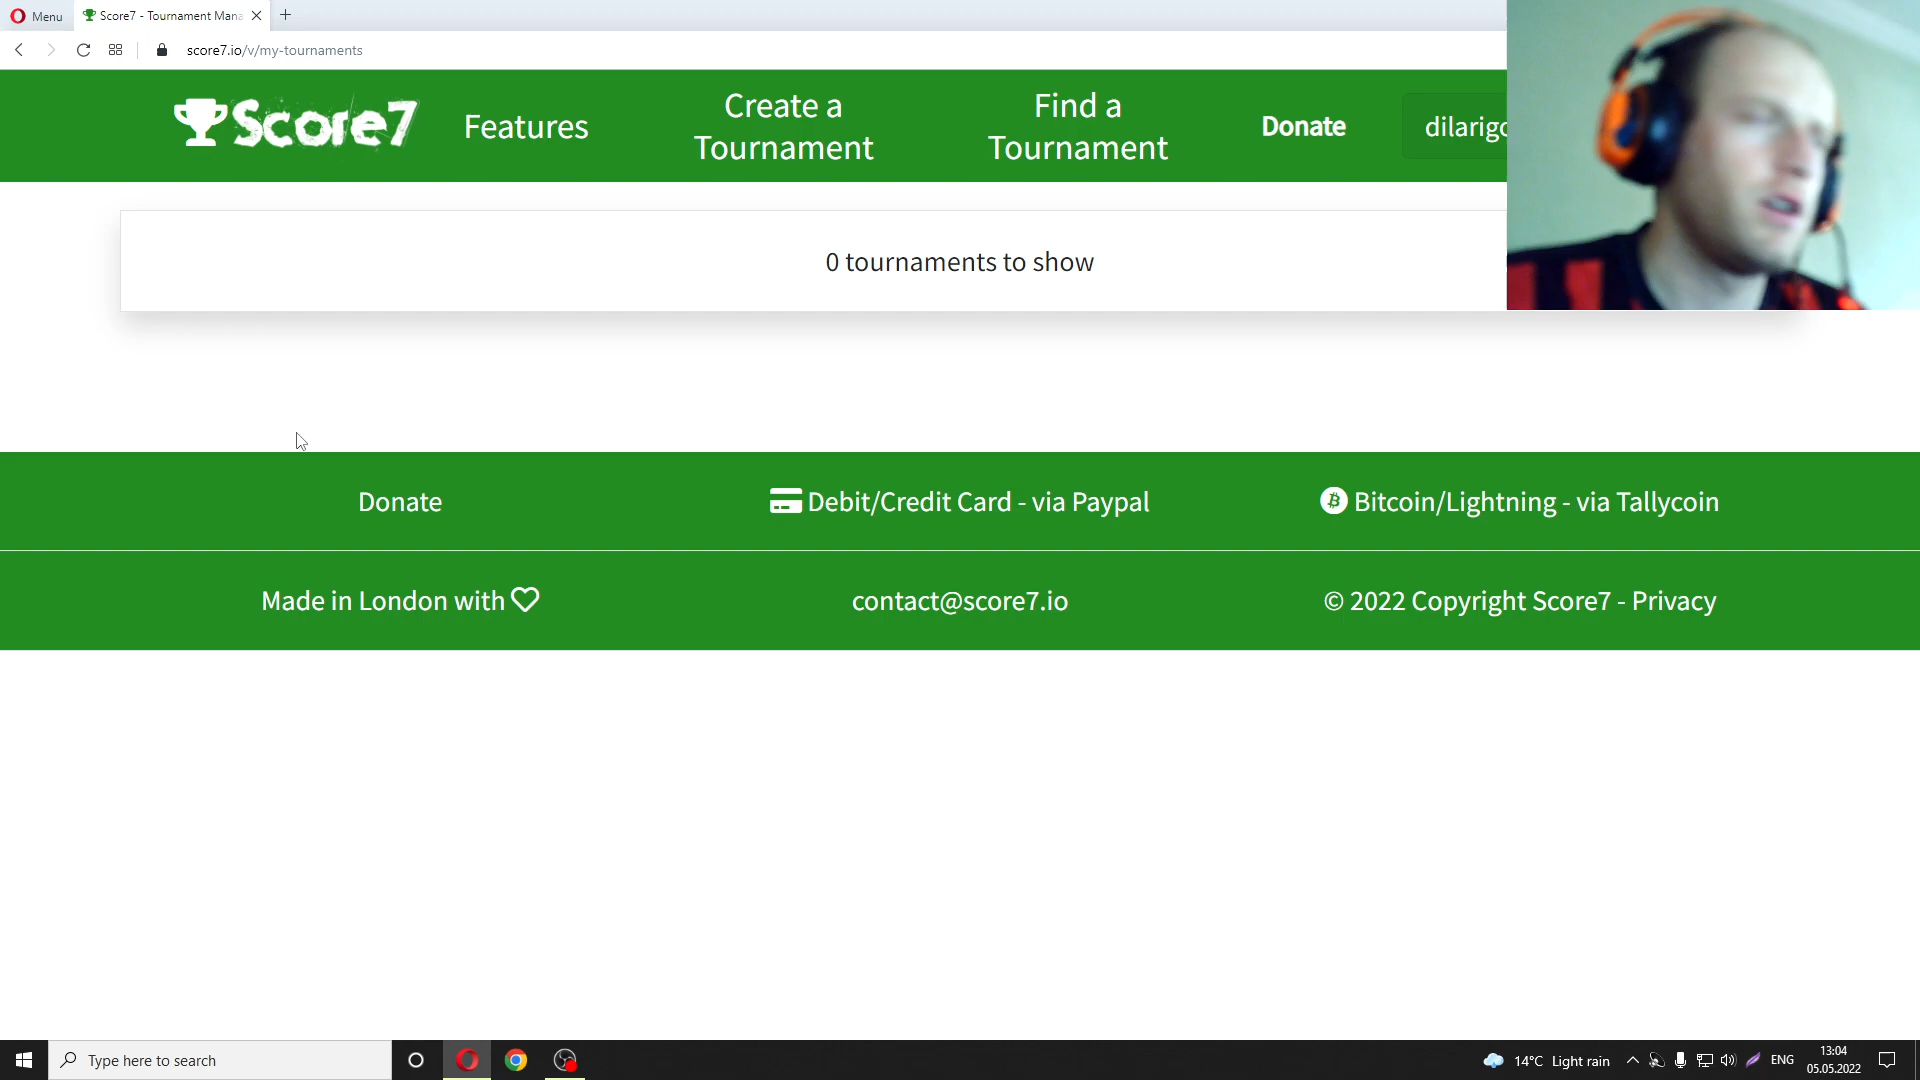 Menu
Score7 - Tournament Mana
score7.io/v/my-tournaments
Score7
Features
Create a
Tournament
Find a
Tournament
Donate
dilarigo
0 tournaments to show
Donate
Debit/Credit Card - via Paypal
Bitcoin/Lightning - via Tallycoin
Made in London with
contact@score7.io
© 2022 Copyright Score7 - Privacy
Type here to search
14°C Light rain
ENG
13:04
05.05.2022